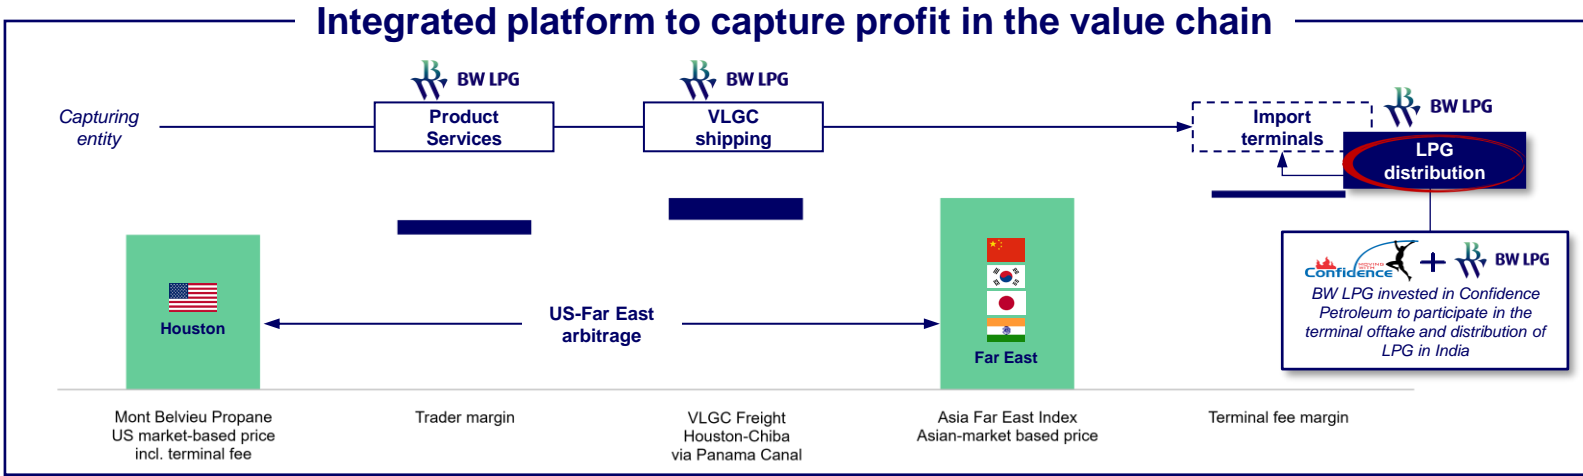 Integrated platform to capture profit in the value chain
Capturing
entity
BW LPG
Product
Services
BW LPG
VLGC
shipping
BW LPG
Import
terminals
LPG
distribution
Confidence
MOVING WITH
+
BW LPG
BW LPG invested in Confidence
Petroleum to participate in the
terminal offtake and distribution of
LPG in India
Houston
US-Far East
arbitrage
Far East
Mont Belvieu Propane
US market-based price
incl. terminal fee
Trader margin
VLGC Freight
Houston-Chiba
via Panama Canal
Asia Far East Index
Asian-market based price
Terminal fee margin